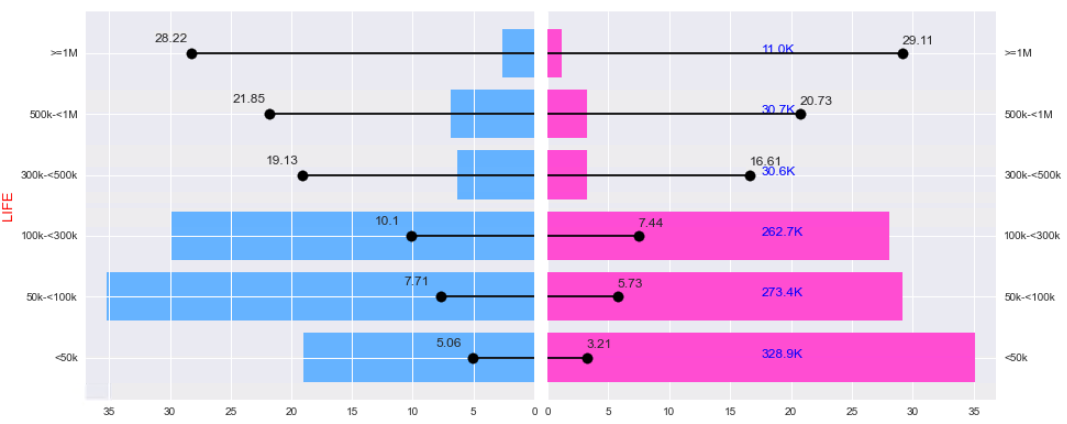 28.22
29.11
>=1M
11.0K
>=1M
21.85
20.73
500k-<1M
30.7K
500k-<1M
19.13
16.61
300k-<500k
30.6K
300k-<500k
LIFE
10.1
7.44
100k-<300k
262.7K
100k-<300k
7.71
5.73
50k-<100k
273.4K
50k-<100k
5.06
3.21
<50k
328.9K
<50k
35 30 25 20 15 10 5 0 0 5 10 15 20 25 30 35